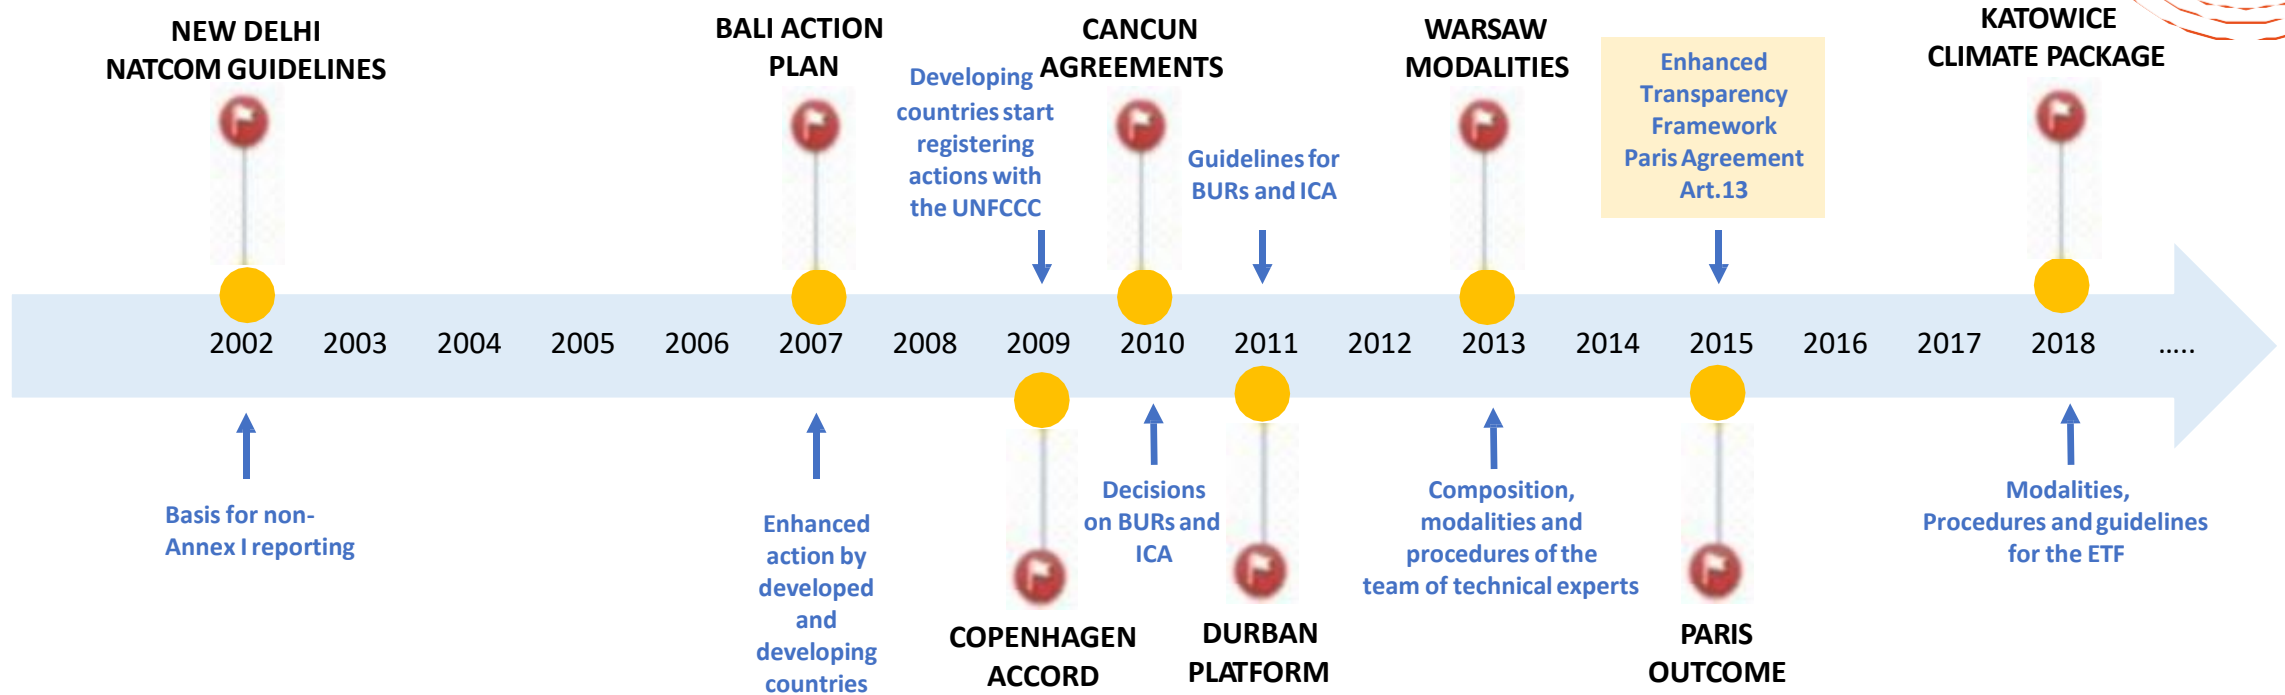 NEW DELHI
NATCOM GUIDELINES
BALI ACTION
PLAN
Developing
countries start
registering
actions with
the UNFCCC
CANCUN
AGREEMENTS
Guidelines for
BURs and ICA
WARSAW
MODALITIES
Enhanced
Transparency
Framework
Paris Agreement
Art.13
KATOWICE
CLIMATE PACKAGE
2002 2003 2004 2005 2006 2007 2008 2009 2010 2011 2012 2013 2014 2015 2016 2017 2018 .....
Basis for non-
Annex I reporting
Enhanced
action by
developed
and
developing
countries
COPENHAGEN
ACCORD
Decisions
on BURs and
ICA
DURBAN
PLATFORM
Composition,
modalities and
procedures of the
team of technical experts
PARIS
OUTCOME
Modalities,
Procedures and guidelines
for the ETF